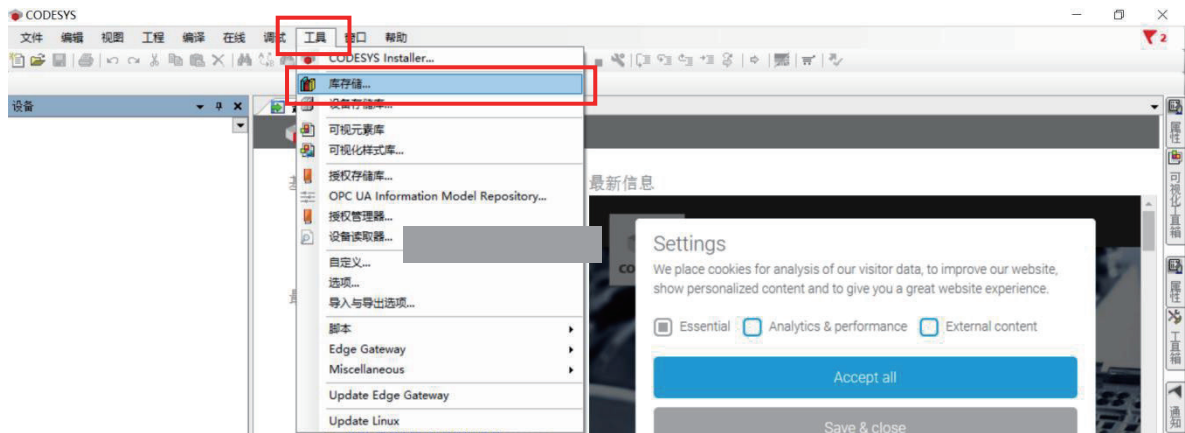 CODESYS
文件 编辑 视图 工程 编译 在线 调试 工具 窗口 帮助
2
CODESYS Installer...
库存储...
设备 设备存储库...
可视元素库
可视化样式库...
授权存储库... 最新信息
OPC UA Information Model Repository...
授权管理器...
设备读取器...
自定义...
选项...
导入与导出选项...
脚本
Edge Gateway
Miscellaneous
Update Edge Gateway
Update Linux
Settings
We place cookies for analysis of our visitor data, to improve our website,
show personalized content and to give you a great website experience.
Essential Analytics & performance External content
Accept all
Save & close
属性
可视化工具箱
属性
工具箱
通知